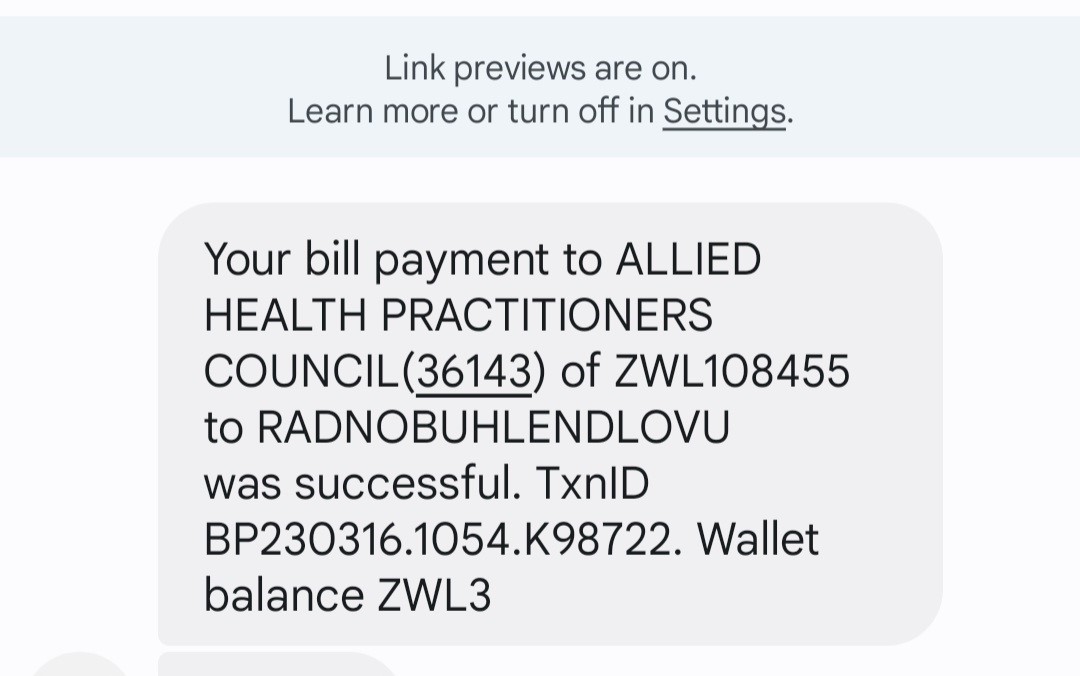 Link previews are on.
Learn more or turn off in Settings.
Your bill payment to ALLIED
HEALTH PRACTITIONERS
COUNCIL(36143) of ZWL108455
to RADNOBUHLENDLOVU
was successful. TxnID
BP230316.1054.K98722. Wallet
balance ZWL3